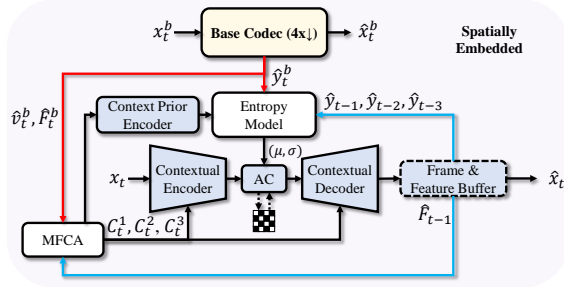 x_t^b
Base Codec (4x↓)
x̂_t^b
Spatially
Embedded
ŷ_t^b
v̂_t^b, F̂_t^b
Context Prior
Encoder
Entropy
Model
ŷ_{t-1}, ŷ_{t-2}, ŷ_{t-3}
(μ, σ)
x_t
Contextual
Encoder
AC
Contextual
Decoder
Frame &
Feature Buffer
x̂_t
F̂_{t-1}
MFCA
C_t^1, C_t^2, C_t^3